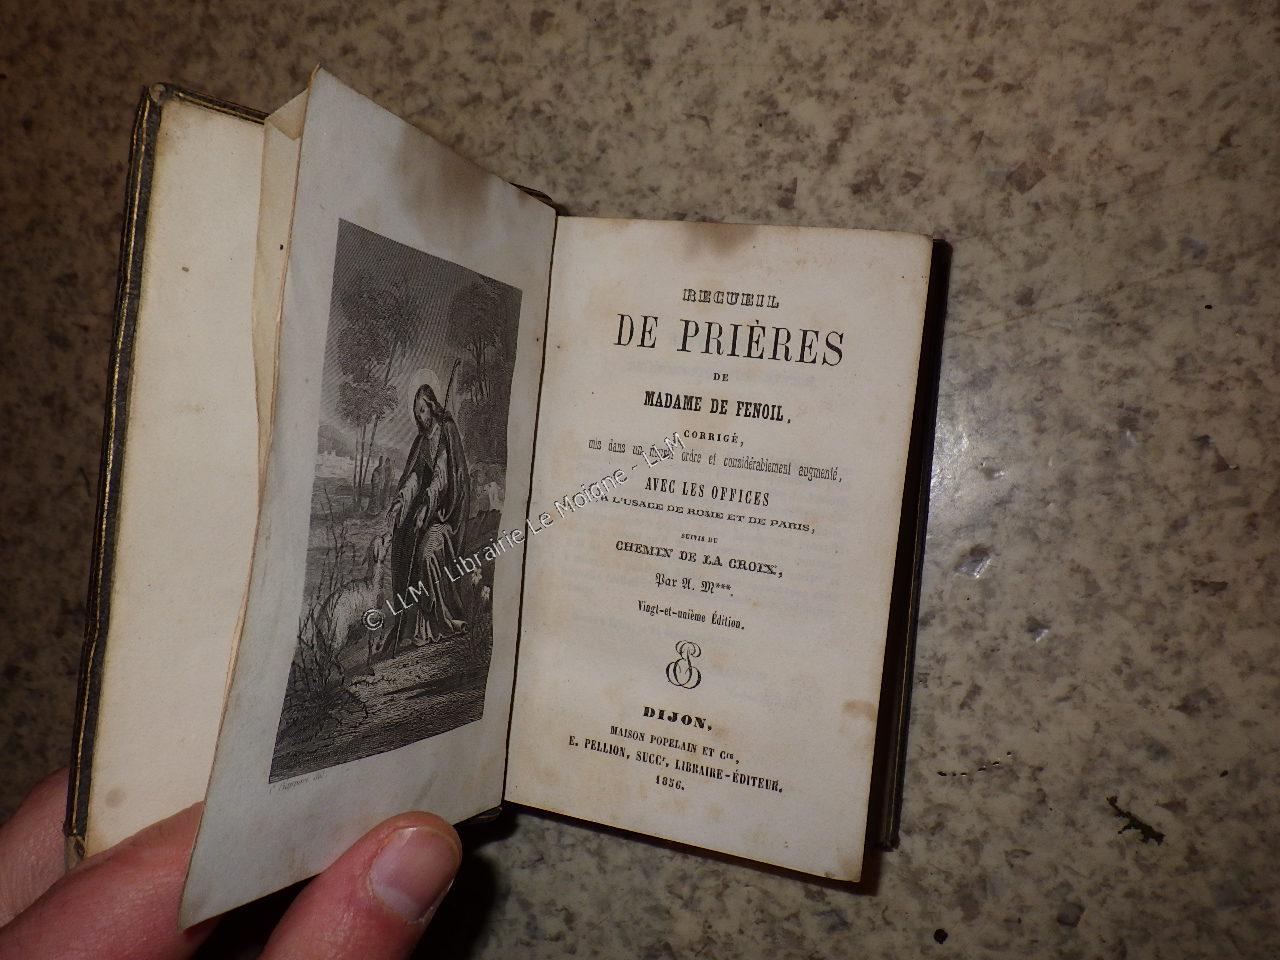 RECUEIL
DE PRIÈRES
DE
MADAME DE FENOIL,
CORRIGÉ,
mis dans un ordre et considérablement augmenté,
AVEC LES OFFICES
A L'USAGE DE ROME ET DE PARIS,
SUIVIS DU
CHEMIN DE LA CROIX,
Par A. M***.
Vingt-et-unième Édition.
DIJON,
MAISON POPELAIN ET Cie,
E. PELLION, SUCCr, LIBRAIRE-ÉDITEUR.
1856.
© LLM - Librairie Le Moigne - LLM